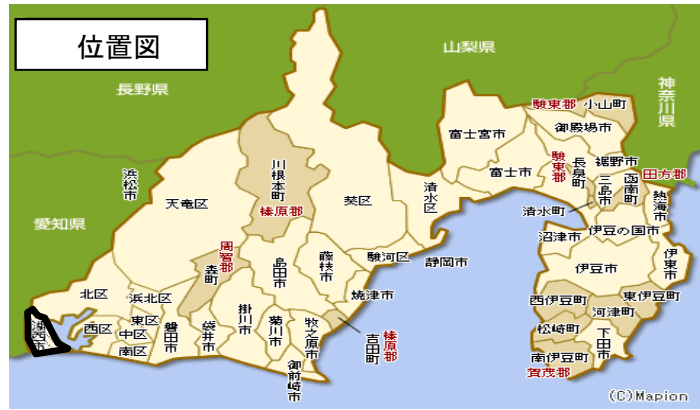 位置図
山梨県
長野県
神奈川県
愛知県
駿東郡
小山町
御殿場市
富士宮市
富士市
駿東郡
長泉町
裾野市
三島市
函南町
田方郡
熱海市
清水町
沼津市
伊豆の国市
伊東市
伊豆市
西伊豆町
東伊豆町
河津町
松崎町
下田市
南伊豆町
賀茂郡
浜松市
天竜区
川根本町
榛原郡
葵区
清水区
駿河区
静岡市
周智郡
森町
島田市
藤枝市
焼津市
北区
浜北区
西区
東区
中区
南区
磐田市
袋井市
掛川市
菊川市
牧之原市
御前崎市
吉田町
榛原郡
湖西市
(C)Mapion